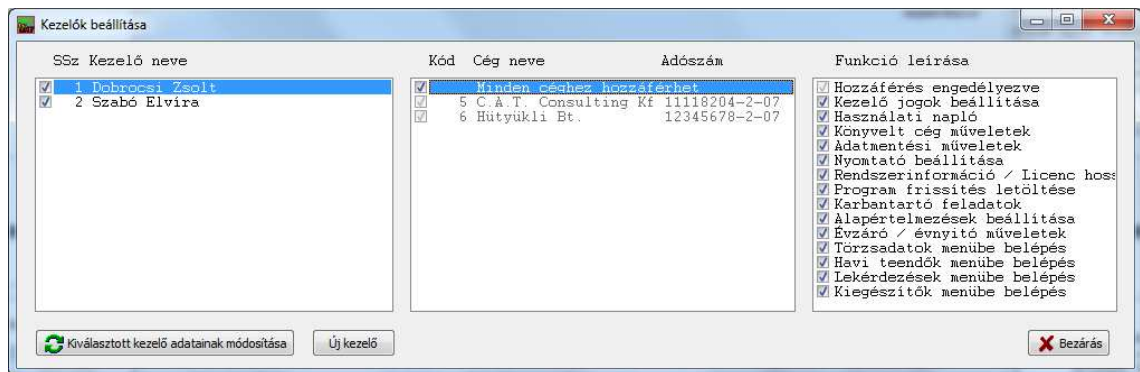 Kezelők beállítása
SSz Kezelő neve
1 Dobrocsi Zsolt
2 Szabó Elvíra
Kód Cég neve Adószám
Minden céghez hozzáférhet
5 C.A.T. Consulting Kf 11118204-2-07
6 Hütyükli Bt. 12345678-2-07
Funkció leírása
Hozzáférés engedélyezve
Kezelő jogok beállítása
Használati napló
Könyvelt cég műveletek
Adatmentési műveletek
Nyomtató beállítása
Rendszerinformáció / Licenc hoss
Program frissítés letöltése
Karbantartó feladatok
Alapértelmezések beállítása
Évzáró / évnyitó műveletek
Törzsadatok menübe belépés
Havi teendők menübe belépés
Lekérdezések menübe belépés
Kiegészítők menübe belépés
Kiválasztott kezelő adatainak módosítása
Új kezelő
Bezárás